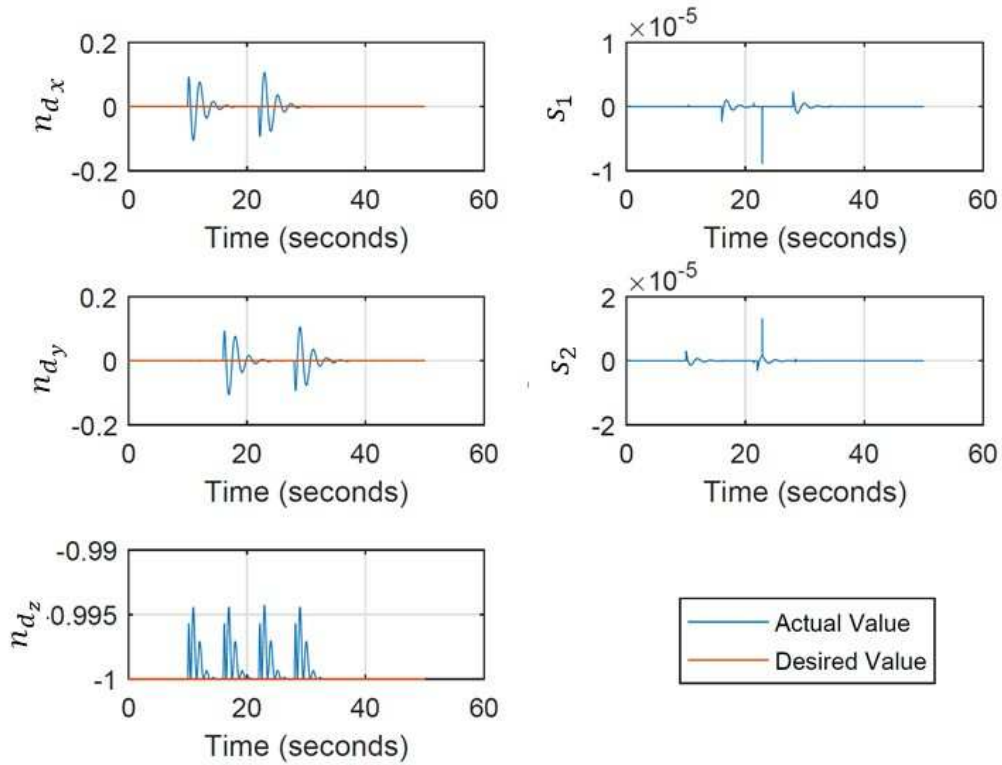 0.2
0
-0.2
n_{d_x}
0 20 40 60
Time (seconds)
×10^{-5}
1
0
-1
s_1
0 20 40 60
Time (seconds)
0.2
0
-0.2
n_{d_y}
0 20 40 60
Time (seconds)
×10^{-5}
2
0
-2
s_2
0 20 40 60
Time (seconds)
-0.99
-0.995
-1
n_{d_z}
0 20 40 60
Time (seconds)
Actual Value
Desired Value